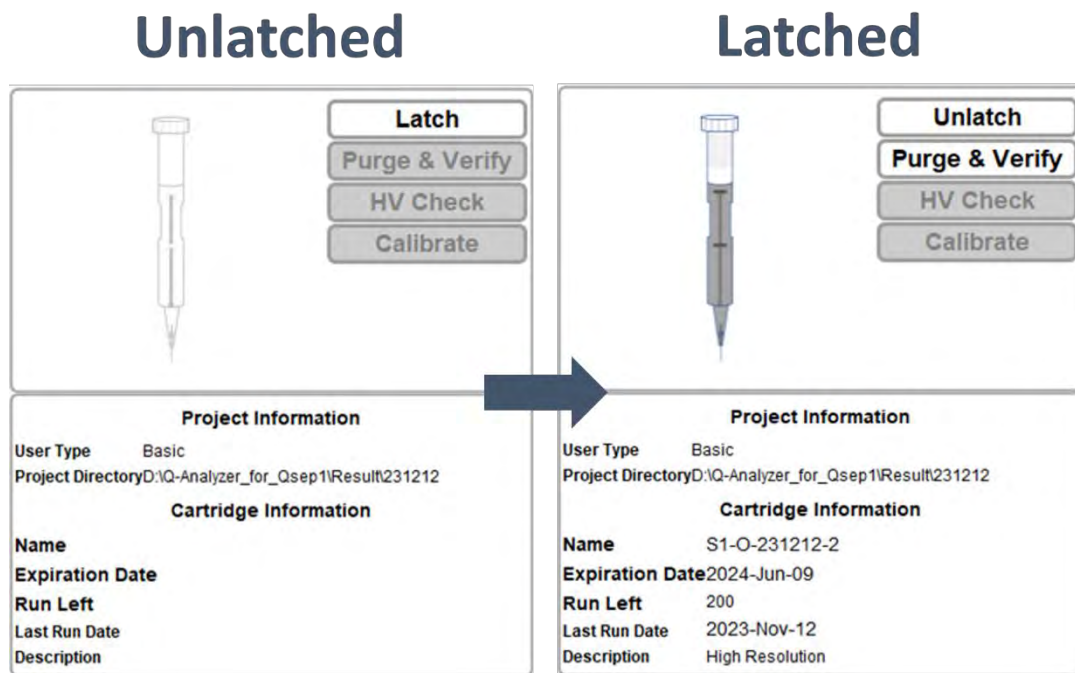 Unlatched
Latch
Purge & Verify
HV Check
Calibrate
Project Information
User Type Basic
Project DirectoryD:\Q-Analyzer_for_Qsep1\Result\231212
Cartridge Information
Name
Expiration Date
Run Left
Last Run Date
Description
Latched
Unlatch
Purge & Verify
HV Check
Calibrate
Project Information
User Type Basic
Project DirectoryD:\Q-Analyzer_for_Qsep1\Result\231212
Cartridge Information
Name S1-O-231212-2
Expiration Date2024-Jun-09
Run Left 200
Last Run Date 2023-Nov-12
Description High Resolution